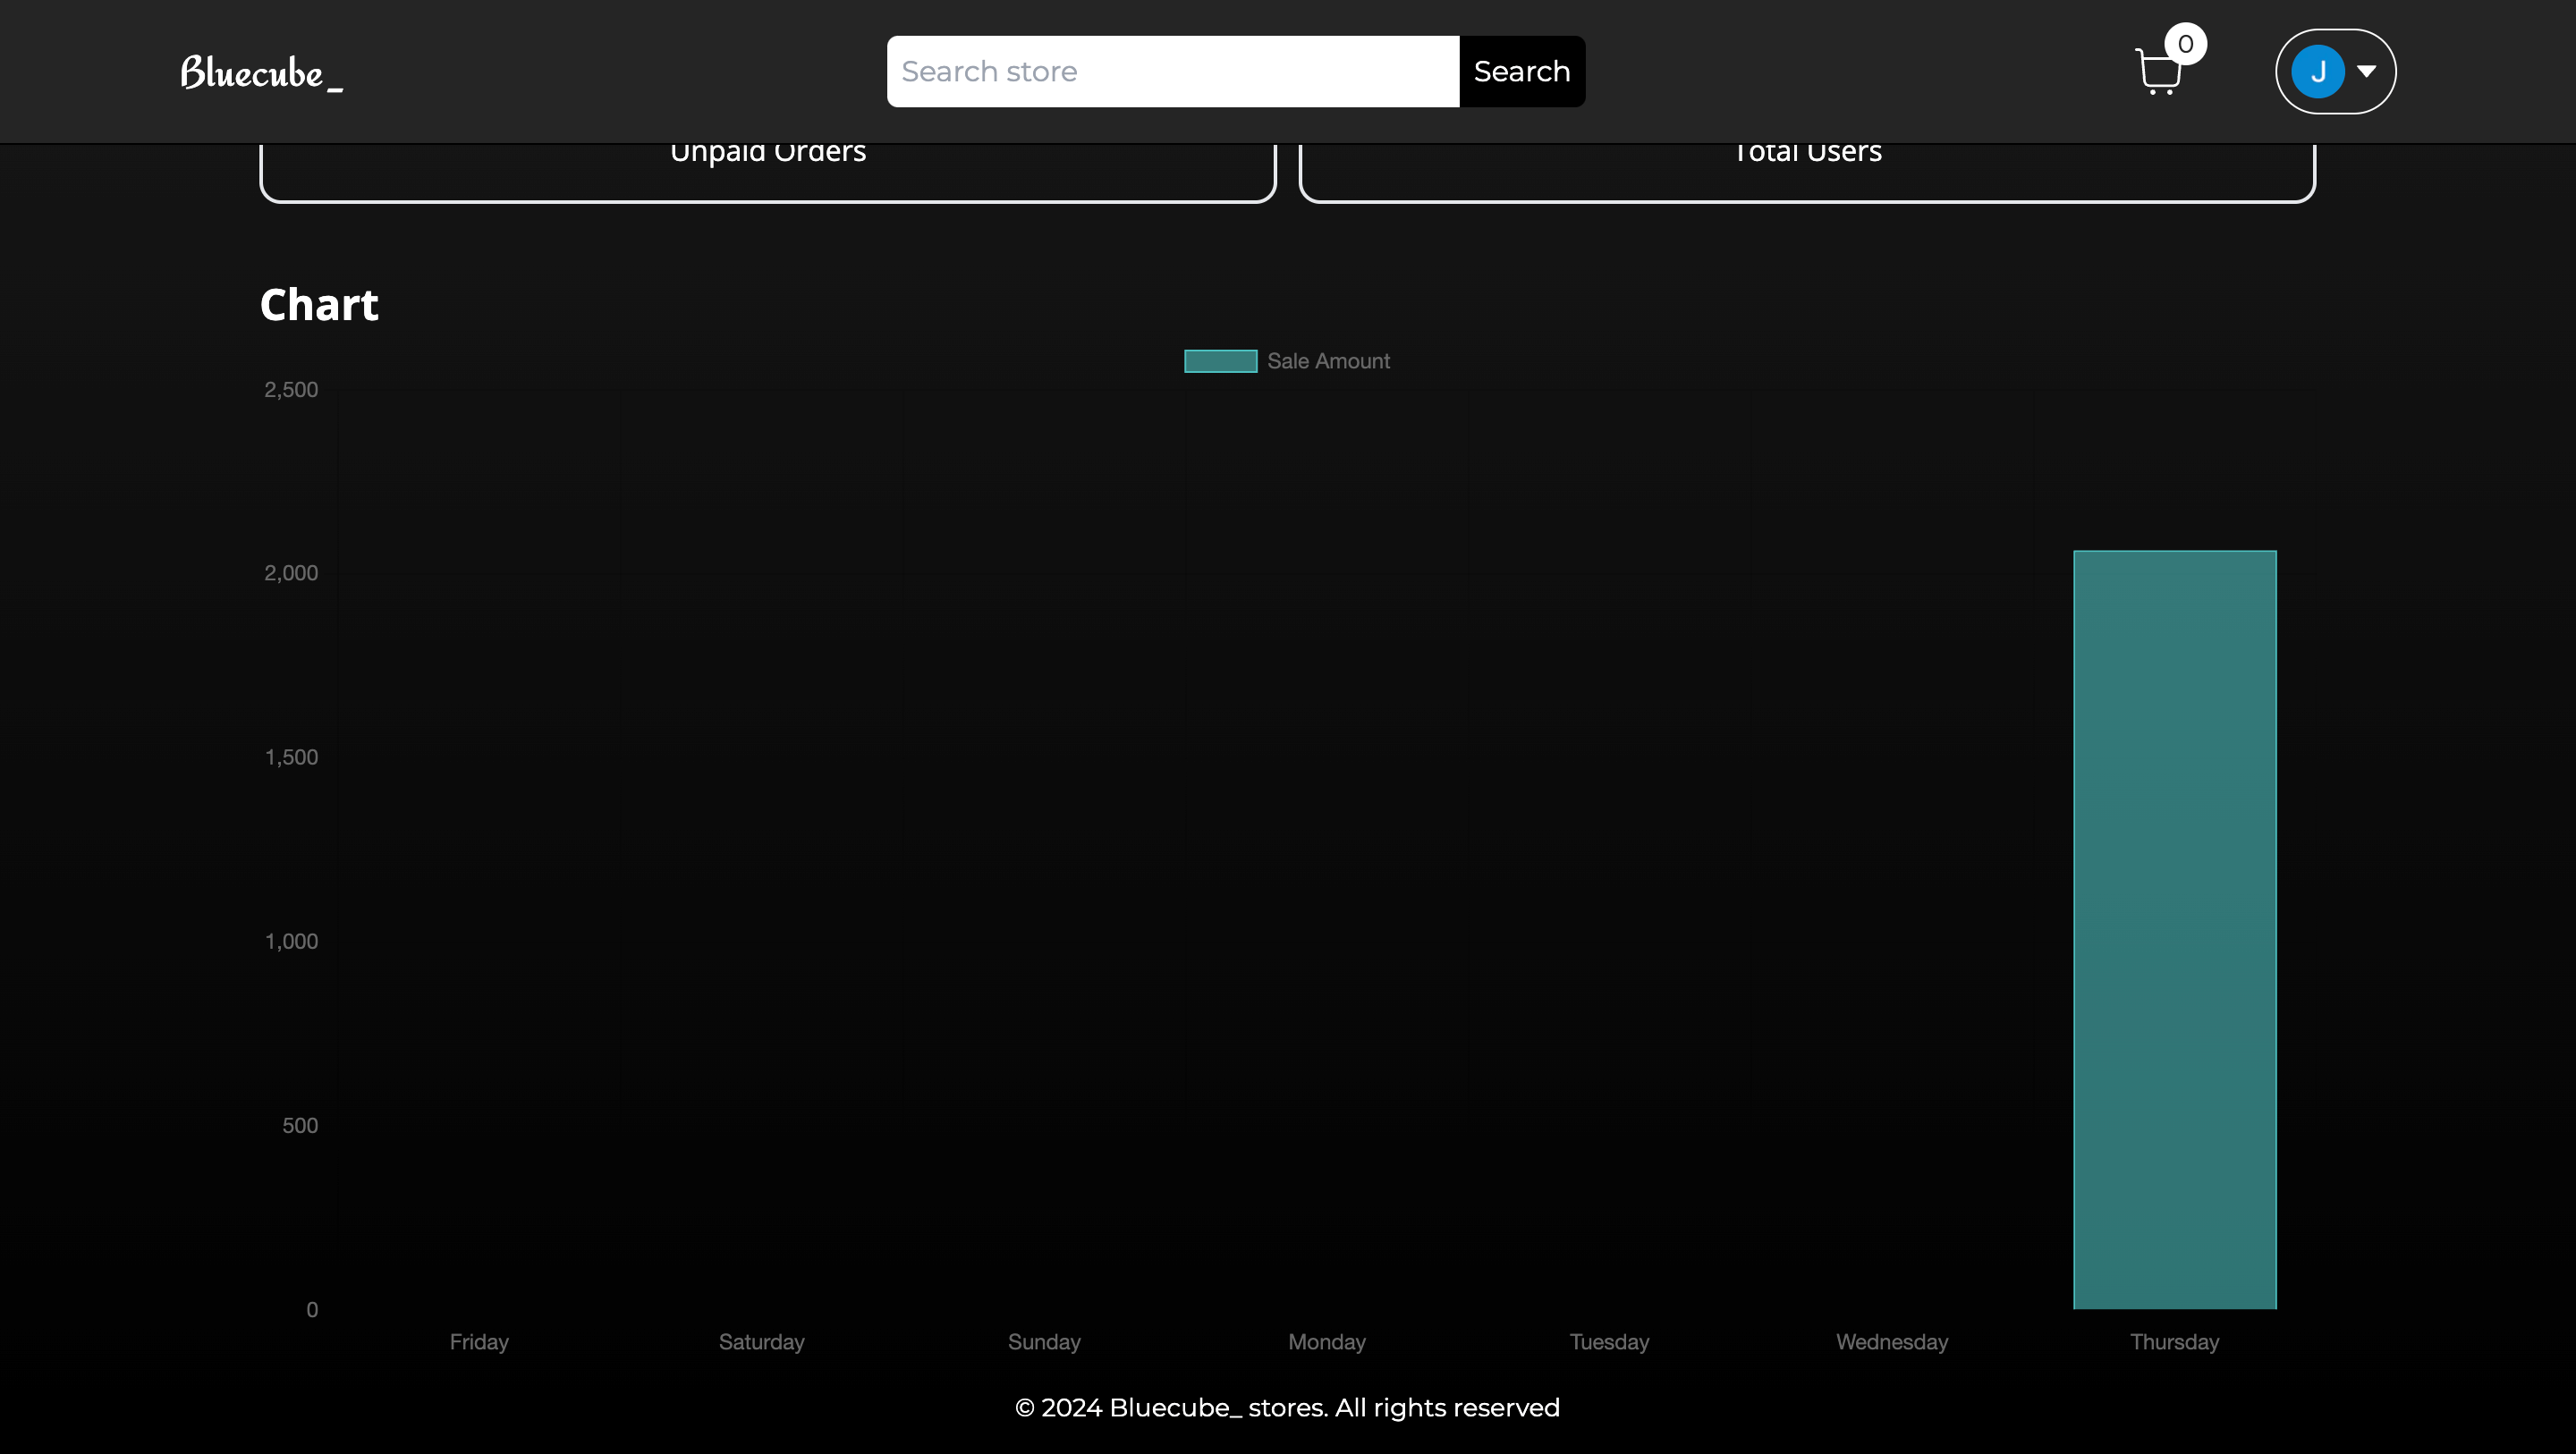 Bluecube_
Search store
Search
0
J
Unpaid Orders
Total Users
Chart
Sale Amount
2,500
2,000
1,500
1,000
500
0
Friday
Saturday
Sunday
Monday
Tuesday
Wednesday
Thursday
© 2024 Bluecube_ stores. All rights reserved